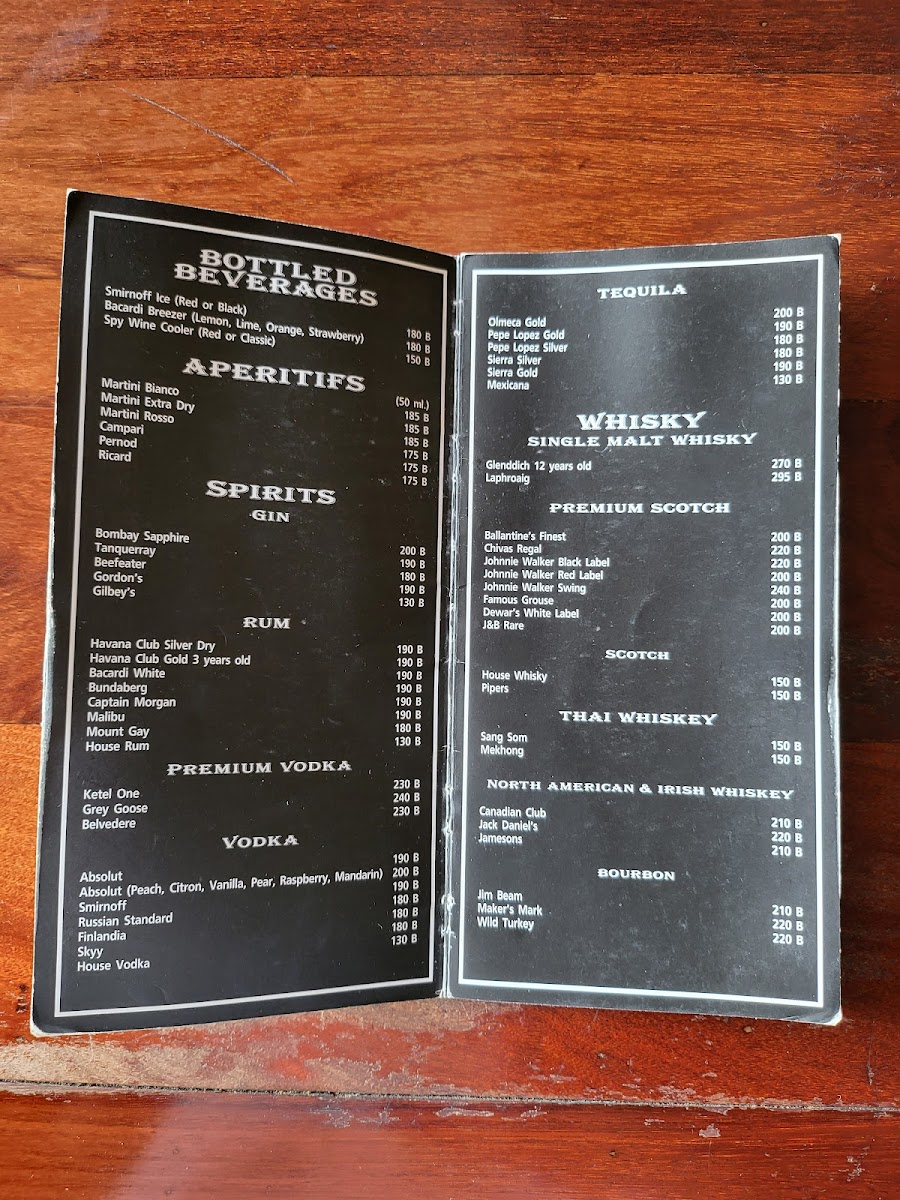 BOTTLED
BEVERAGES
Smirnoff Ice (Red or Black) 180 B
Bacardi Breezer (Lemon, Lime, Orange, Strawberry) 180 B
Spy Wine Cooler (Red or Classic) 150 B
APERITIFS
(50 ml.)
Martini Bianco 185 B
Martini Extra Dry 185 B
Martini Rosso 185 B
Campari 175 B
Pernod 175 B
Ricard 175 B
SPIRITS
GIN
Bombay Sapphire 200 B
Tanquerray 190 B
Beefeater 180 B
Gordon's 190 B
Gilbey's 130 B
RUM
Havana Club Silver Dry 190 B
Havana Club Gold 3 years old 190 B
Bacardi White 190 B
Bundaberg 190 B
Captain Morgan 190 B
Malibu 190 B
Mount Gay 180 B
House Rum 130 B
PREMIUM VODKA
Ketel One 230 B
Grey Goose 240 B
Belvedere 230 B
VODKA
Absolut 190 B
Absolut (Peach, Citron, Vanilla, Pear, Raspberry, Mandarin) 200 B
Smirnoff 190 B
Russian Standard 180 B
Finlandia 180 B
Skyy 180 B
House Vodka 130 B
TEQUILA
Olmeca Gold 200 B
Pepe Lopez Gold 190 B
Pepe Lopez Silver 180 B
Sierra Silver 180 B
Sierra Gold 190 B
Mexicana 130 B
WHISKY
SINGLE MALT WHISKY
Glenddich 12 years old 270 B
Laphroaig 295 B
PREMIUM SCOTCH
Ballantine's Finest 200 B
Chivas Regal 220 B
Johnnie Walker Black Label 220 B
Johnnie Walker Red Label 200 B
Johnnie Walker Swing 240 B
Famous Grouse 200 B
Dewar's White Label 200 B
J&B Rare 200 B
SCOTCH
House Whisky 150 B
Pipers 150 B
THAI WHISKEY
Sang Som 150 B
Mekhong 150 B
NORTH AMERICAN & IRISH WHISKEY
Canadian Club 210 B
Jack Daniel's 220 B
Jamesons 210 B
BOURBON
Jim Beam 210 B
Maker's Mark 220 B
Wild Turkey 220 B